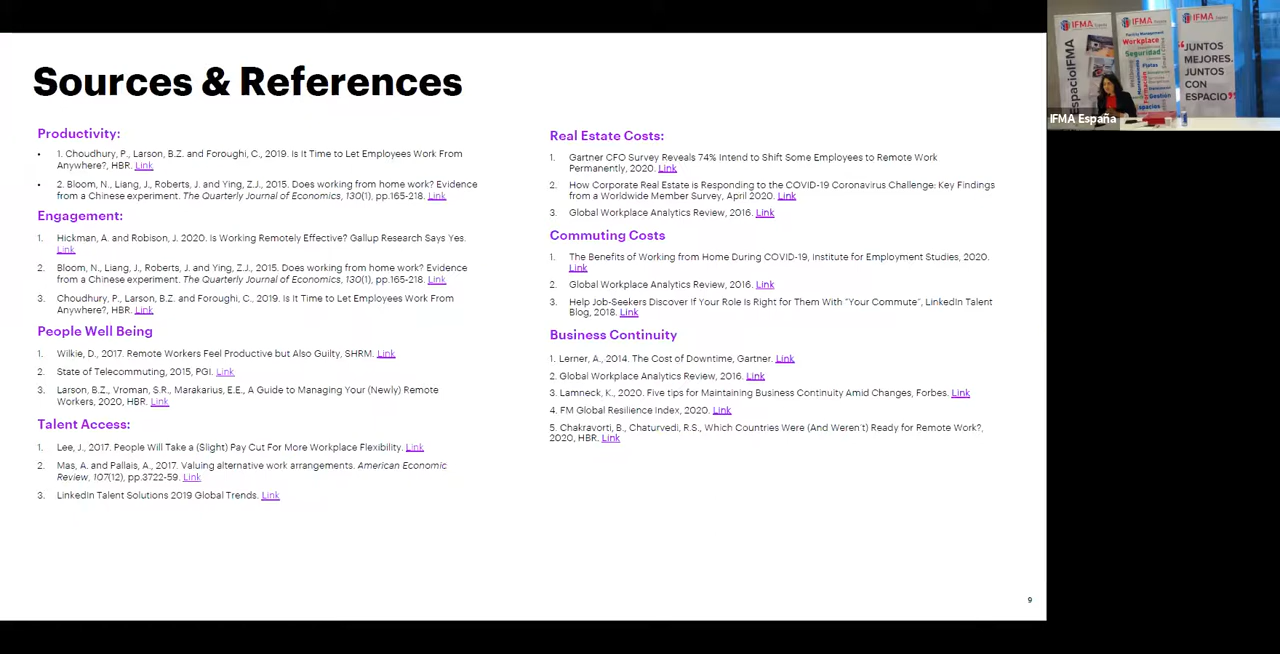 Sources & References
Productivity:
• 1. Choudhury, P., Larson, B.Z. and Foroughi, C., 2019. Is It Time to Let Employees Work From
Anywhere?, HBR. Link
• 2. Bloom, N., Liang, J., Roberts, J. and Ying, Z.J., 2015. Does working from home work? Evidence
from a Chinese experiment. The Quarterly Journal of Economics, 130(1), pp.165-218. Link
Engagement:
1. Hickman, A. and Robison, J. 2020. Is Working Remotely Effective? Gallup Research Says Yes.
Link
2. Bloom, N., Liang, J., Roberts, J. and Ying, Z.J., 2015. Does working from home work? Evidence
from a Chinese experiment. The Quarterly Journal of Economics, 130(1), pp.165-218. Link
3. Choudhury, P., Larson, B.Z. and Foroughi, C., 2019. Is It Time to Let Employees Work From
Anywhere?, HBR. Link
People Well Being
1. Wilkie, D., 2017. Remote Workers Feel Productive but Also Guilty, SHRM. Link
2. State of Telecommuting, 2015, PGI. Link
3. Larson, B.Z., Vroman, S.R., Marakarius, E.E., A Guide to Managing Your (Newly) Remote
Workers, 2020, HBR. Link
Talent Access:
1. Lee, J., 2017. People Will Take a (Slight) Pay Cut For More Workplace Flexibility. Link
2. Mas, A. and Pallais, A., 2017. Valuing alternative work arrangements. American Economic
Review, 107(12), pp.3722-59. Link
3. LinkedIn Talent Solutions 2019 Global Trends. Link
Real Estate Costs:
1. Gartner CFO Survey Reveals 74% Intend to Shift Some Employees to Remote Work
Permanently, 2020. Link
2. How Corporate Real Estate is Responding to the COVID-19 Coronavirus Challenge: Key Findings
from a Worldwide Member Survey, April 2020. Link
3. Global Workplace Analytics Review, 2016. Link
Commuting Costs
1. The Benefits of Working from Home During COVID-19, Institute for Employment Studies, 2020.
Link
2. Global Workplace Analytics Review, 2016. Link
3. Help Job-Seekers Discover If Your Role Is Right for Them With “Your Commute”, LinkedIn Talent
Blog, 2018. Link
Business Continuity
1. Lerner, A., 2014. The Cost of Downtime, Gartner. Link
2. Global Workplace Analytics Review, 2016. Link
3. Lamneck, K., 2020. Five tips for Maintaining Business Continuity Amid Changes, Forbes. Link
4. FM Global Resilience Index, 2020. Link
5. Chakravorti, B., Chaturvedi, R.S., Which Countries Were (And Weren't) Ready for Remote Work?,
2020, HBR. Link
9
IFMA
EspacioIFMA
IFMA
Workplace
Seguridad
Flotas
Formación
Gestión
IFMA
“JUNTOS
MEJORES.
JUNTOS
CON
ESPACIO”
IFMA España